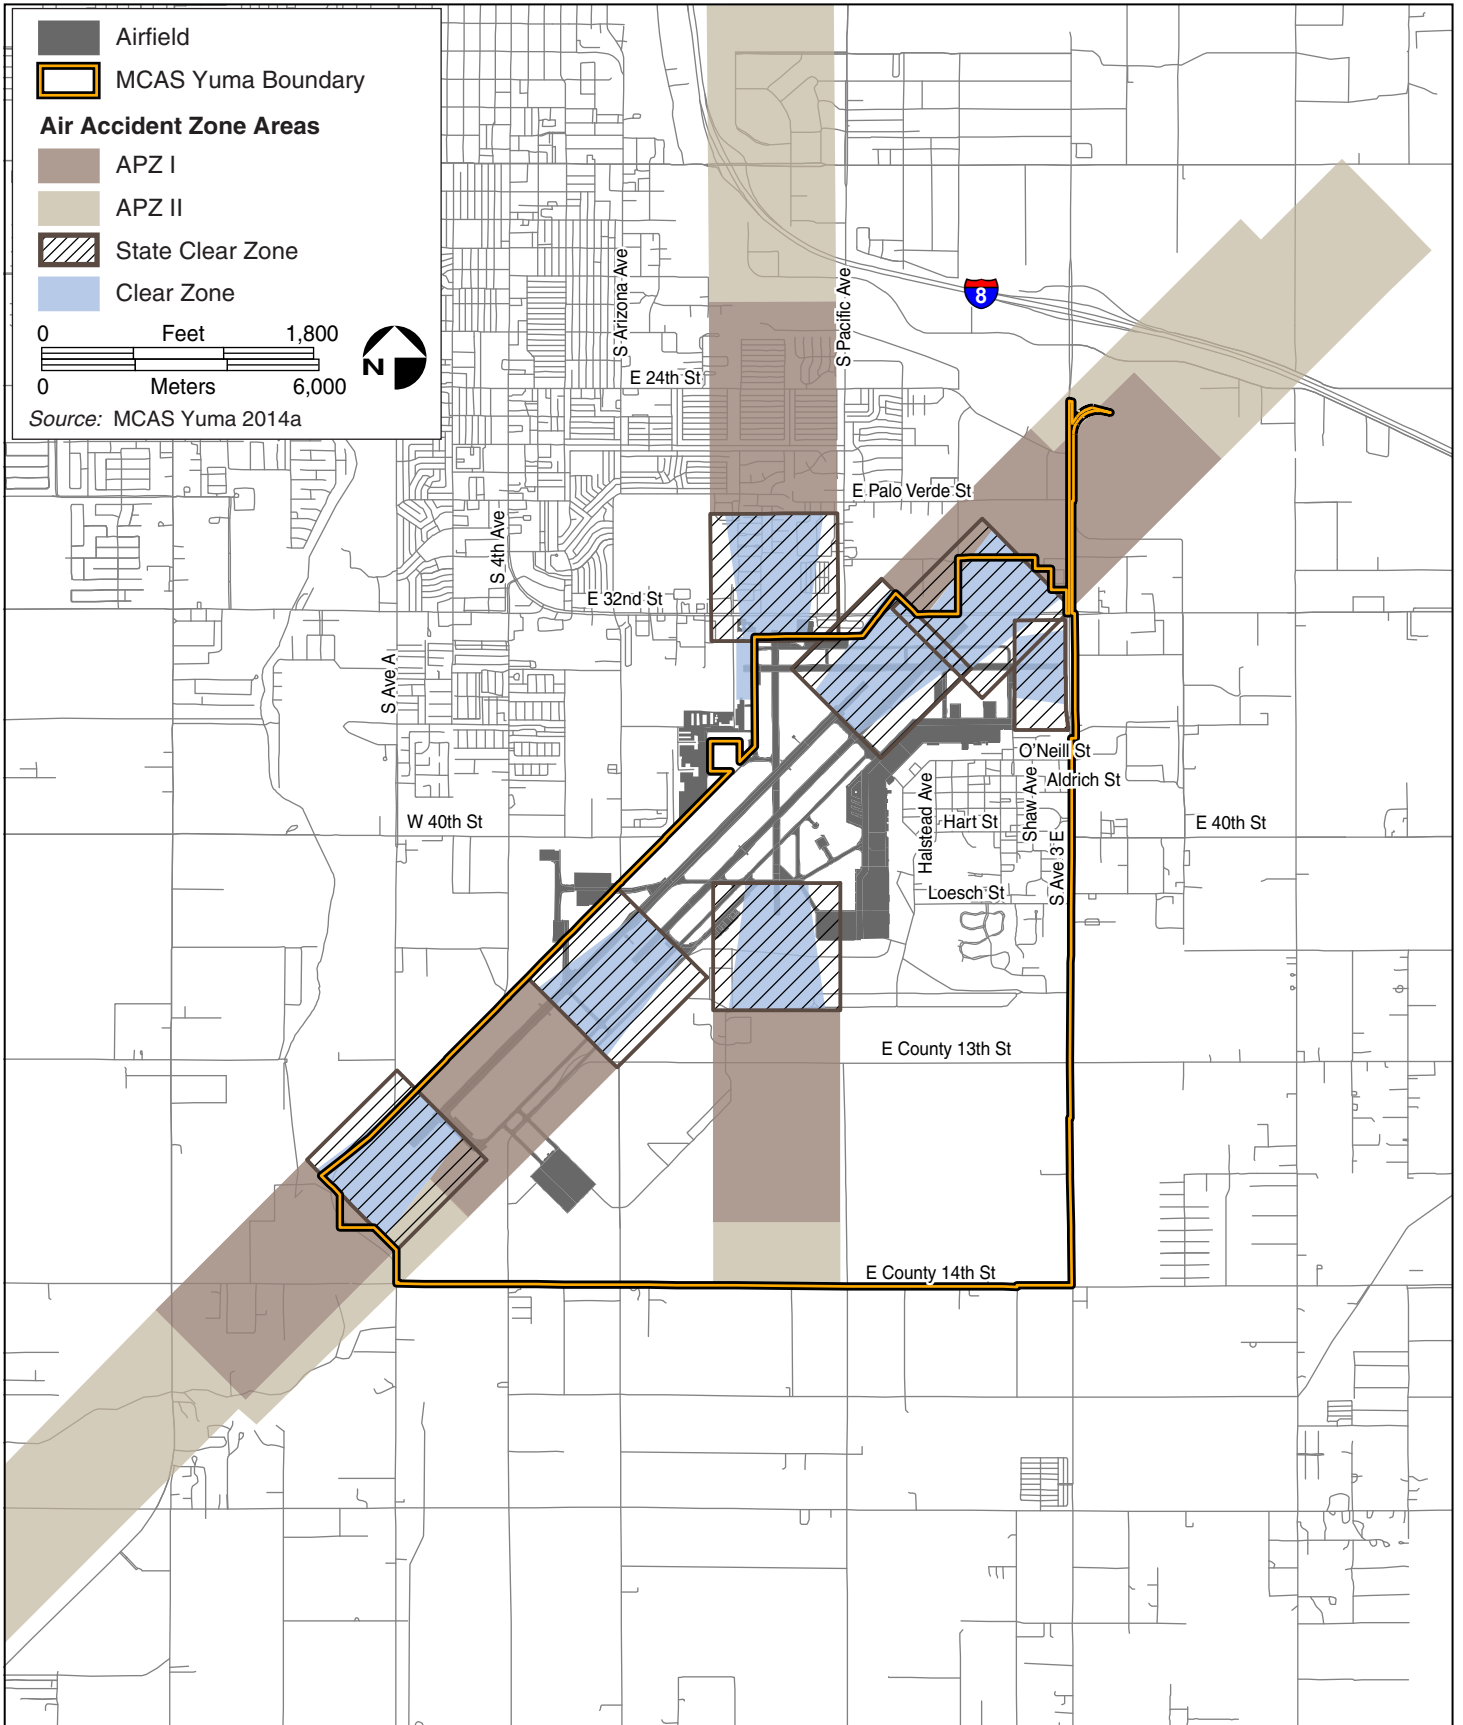 Airfield
MCAS Yuma Boundary
Air Accident Zone Areas
APZ I
APZ II
State Clear Zone
Clear Zone
0 Feet 1,800
0 Meters 6,000
N
Source: MCAS Yuma 2014a
8
S Arizona Ave
S Pacific Ave
E 24th St
E Palo Verde St
S 4th Ave
E 32nd St
S Ave A
O'Neill St
Aldrich St
Shaw Ave
Halstead Ave
W 40th St
Hart St
E 40th St
S Ave 3 E
Loesch St
E County 13th St
E County 14th St